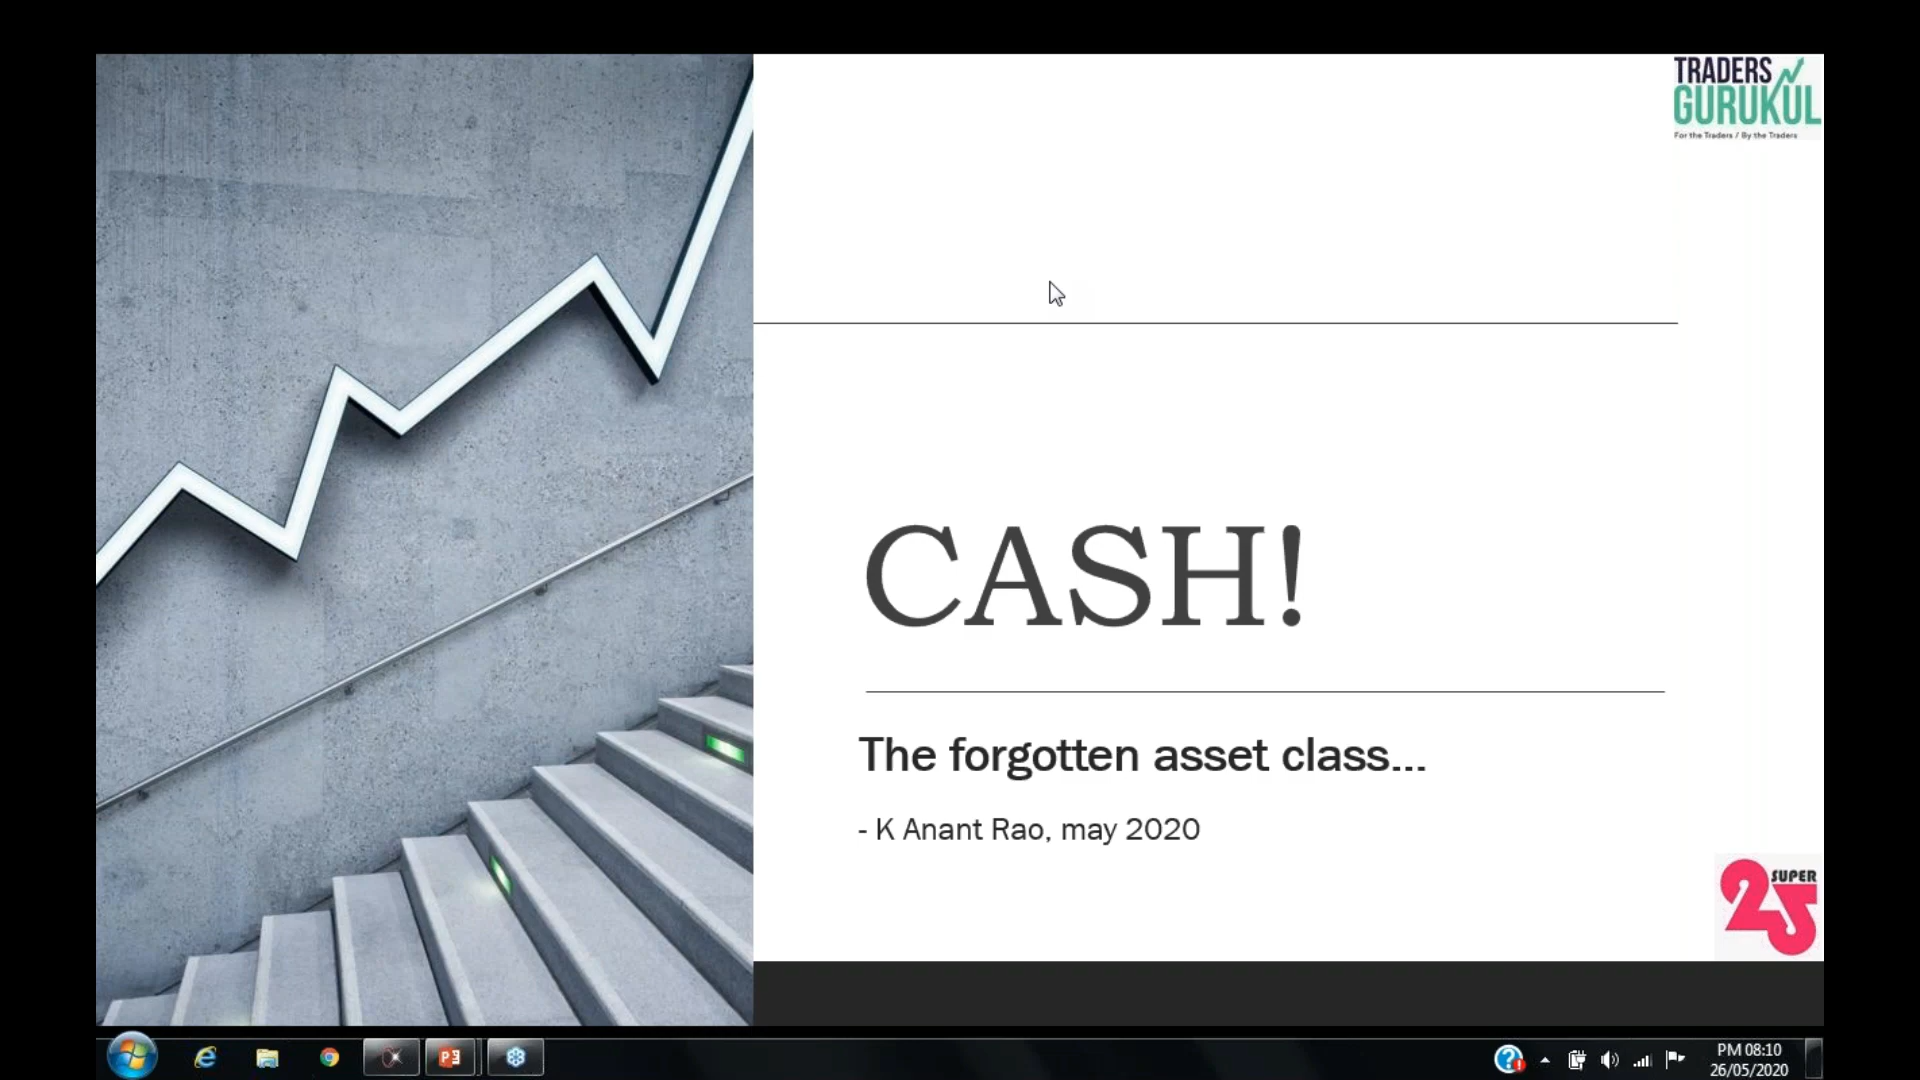 TRADERS
GURUKUL
For the Traders / By the Traders
CASH!
The forgotten asset class...
- K Anant Rao, may 2020
SUPER
25
PM 08:10
26/05/2020